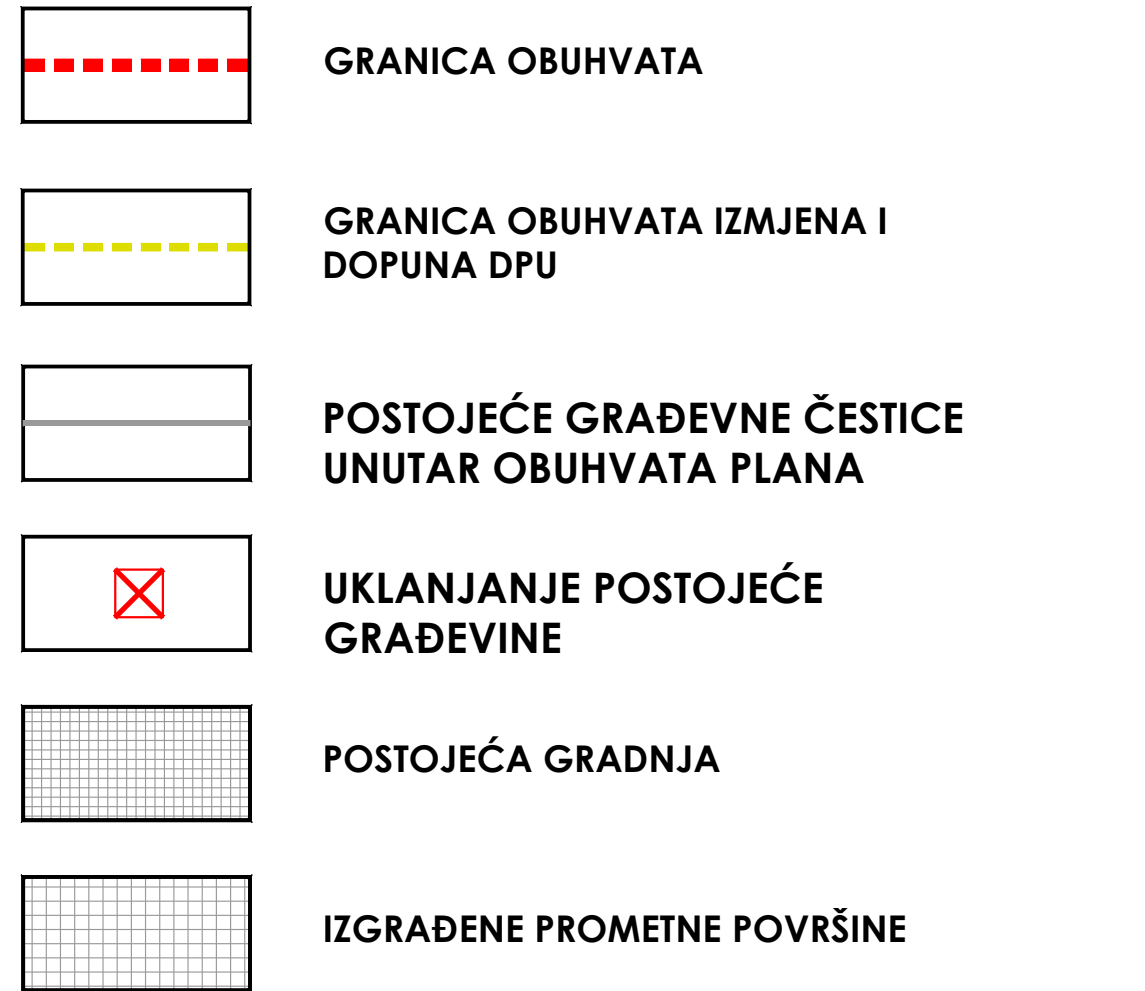 GRANICA OBUHVATA
GRANICA OBUHVATA IZMJENA I
DOPUNA DPU
POSTOJEĆE GRAĐEVNE ČESTICE
UNUTAR OBUHVATA PLANA
UKLANJANJE POSTOJEĆE
GRAĐEVINE
POSTOJEĆA GRADNJA
IZGRAĐENE PROMETNE POVRŠINE